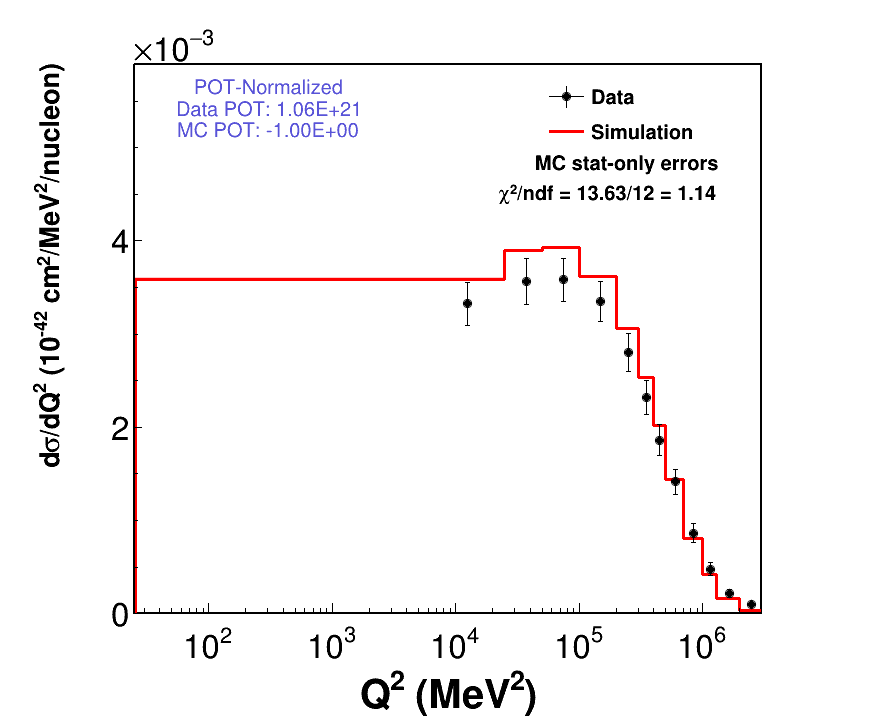 ×10⁻³
POT-Normalized
Data POT: 1.06E+21
MC POT: -1.00E+00
Data
Simulation
MC stat-only errors
χ²/ndf = 13.63/12 = 1.14
dσ/dQ² (10⁻⁴² cm²/MeV²/nucleon)
4
2
0
10² 10³ 10⁴ 10⁵ 10⁶
Q² (MeV²)